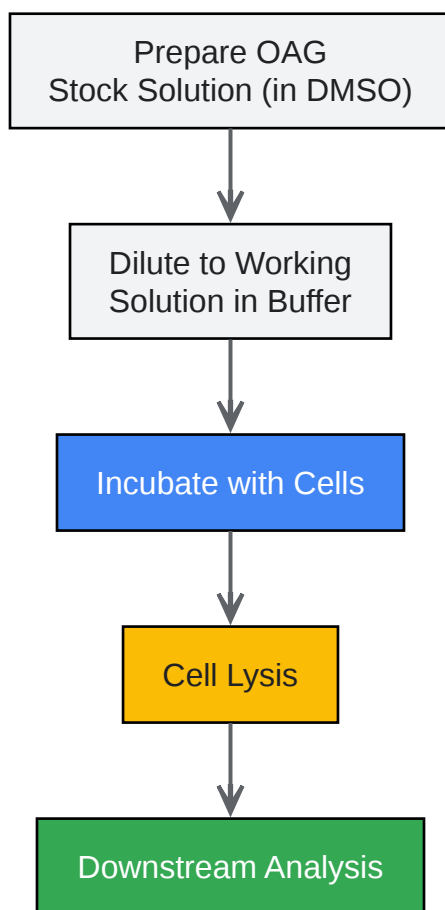 Prepare OAG
Stock Solution (in DMSO)
Dilute to Working
Solution in Buffer
Incubate with Cells
Cell Lysis
Downstream Analysis